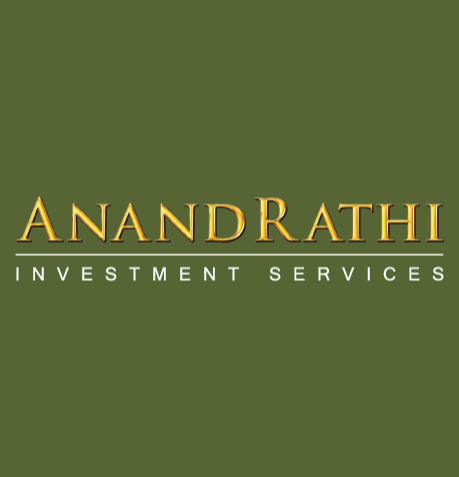 ANANDRATHI
INVESTMENT SERVICES